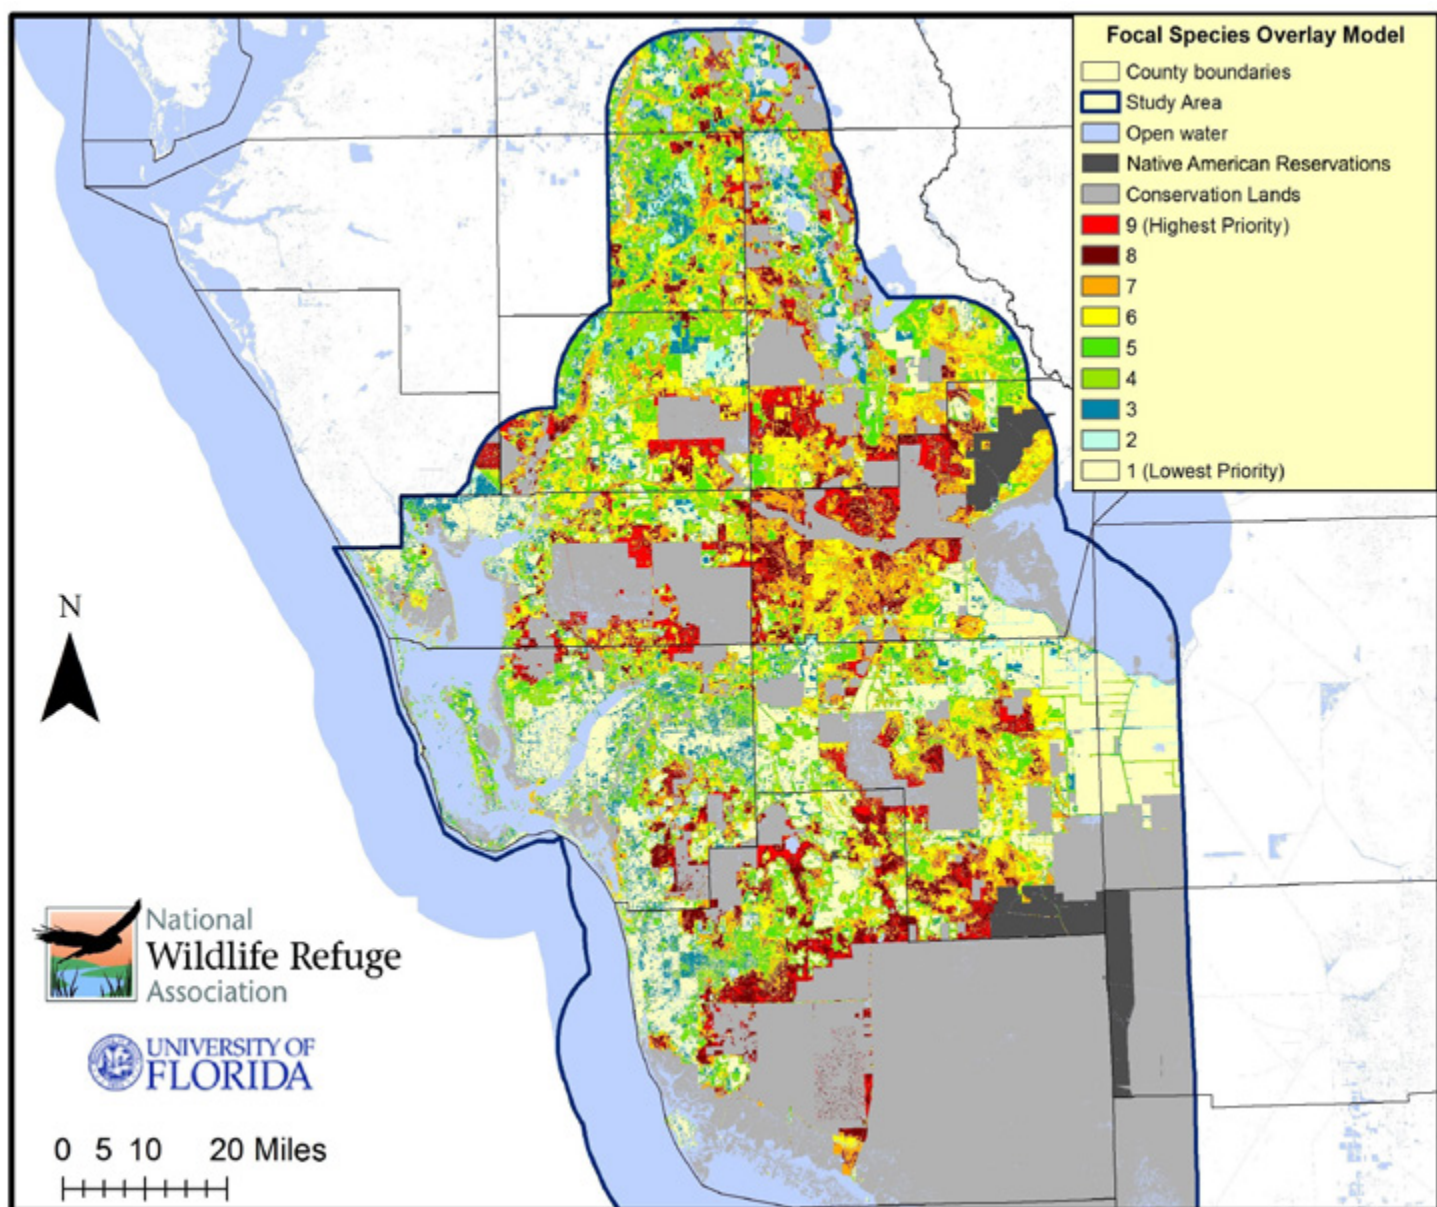 Focal Species Overlay Model
County boundaries
Study Area
Open water
Native American Reservations
Conservation Lands
9 (Highest Priority)
8
7
6
5
4
3
2
1 (Lowest Priority)
N
National
Wildlife Refuge
Association
UNIVERSITY OF
FLORIDA
0 5 10 20 Miles